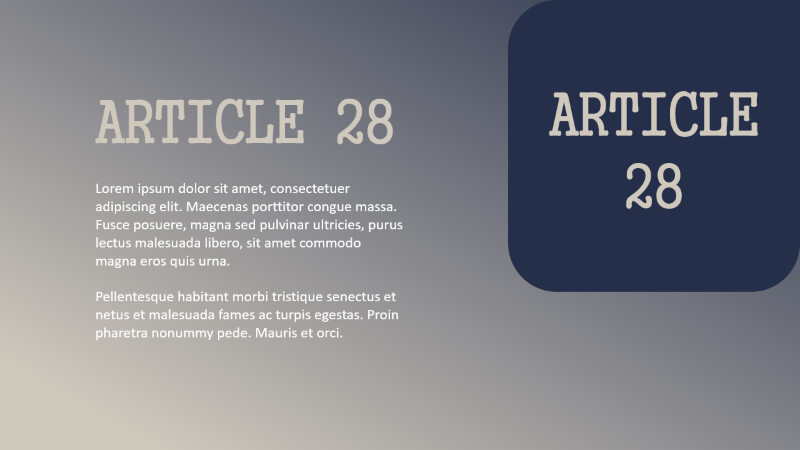 ARTICLE 28
Lorem ipsum dolor sit amet, consectetuer
adipiscing elit. Maecenas porttitor congue massa.
Fusce posuere, magna sed pulvinar ultricies, purus
lectus malesuada libero, sit amet commodo
magna eros quis urna.
Pellentesque habitant morbi tristique senectus et
netus et malesuada fames ac turpis egestas. Proin
pharetra nonummy pede. Mauris et orci.
ARTICLE
28